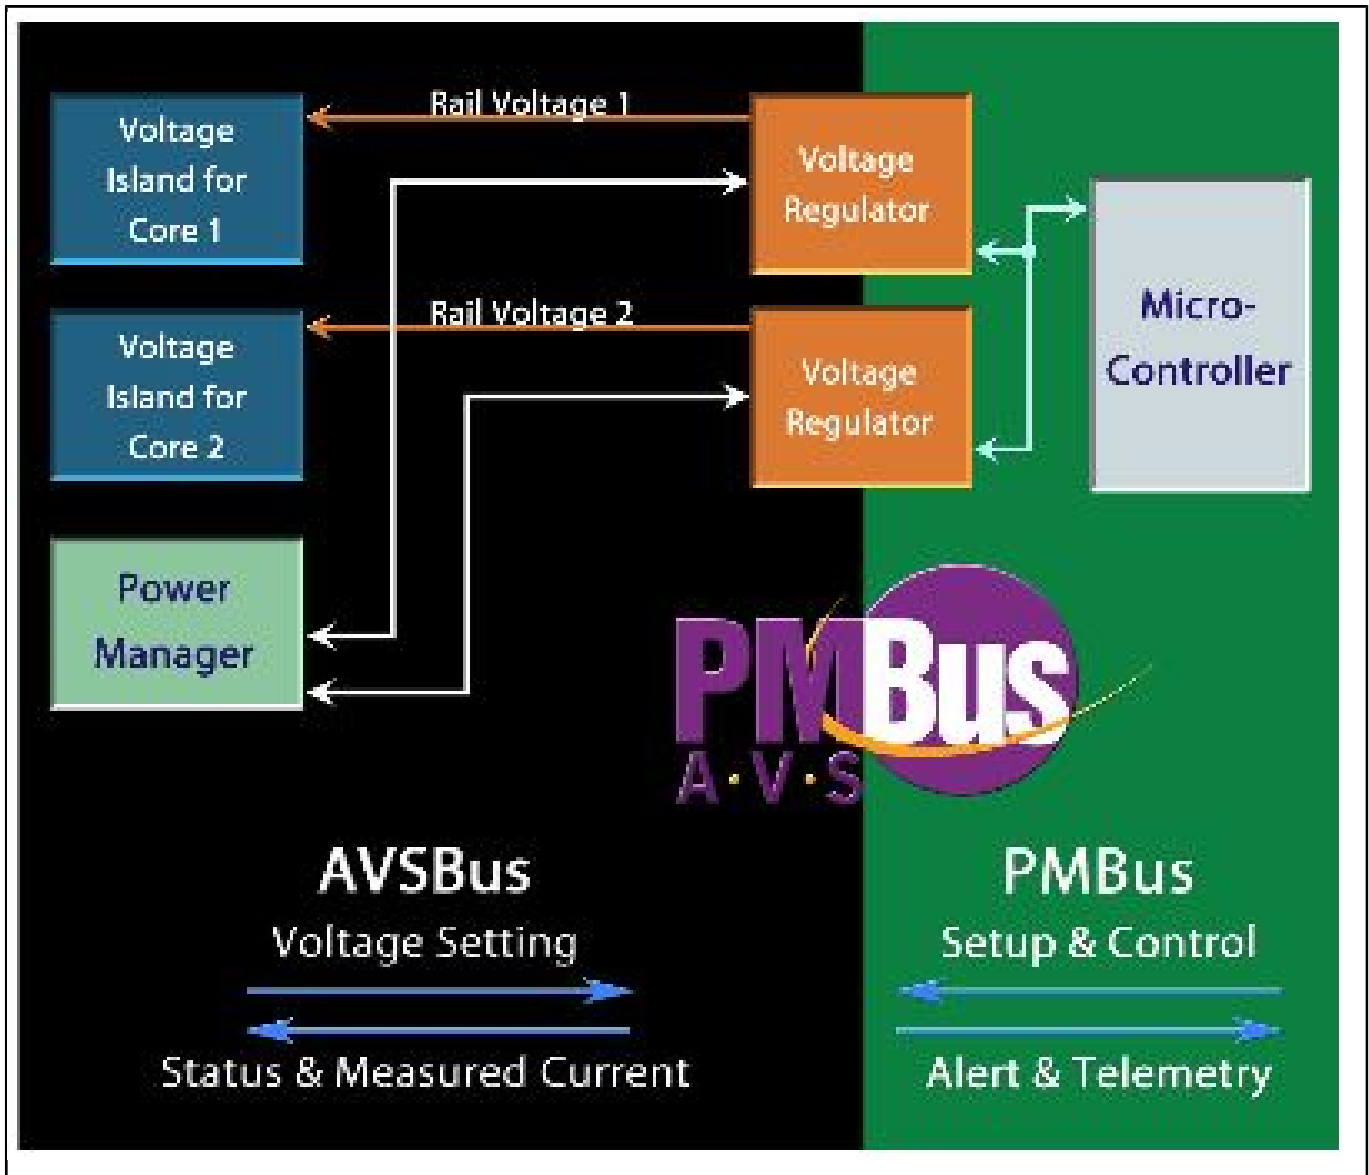 Rail Voltage 1
Voltage
Island for
Core 1
Voltage
Regulator
Rail Voltage 2
Voltage
Island for
Core 2
Voltage
Regulator
Micro-
Controller
Power
Manager
PMBus
A·V·S
AVSBus
Voltage Setting
Status & Measured Current
PMBus
Setup & Control
Alert & Telemetry